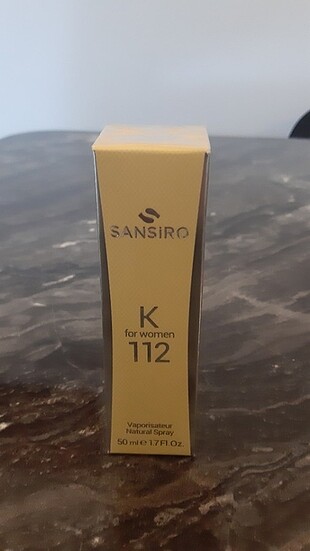 SANSiRO
K
for women
112
Vaporisateur
Natural Spray
50 ml e 1.7 Fl.Oz.